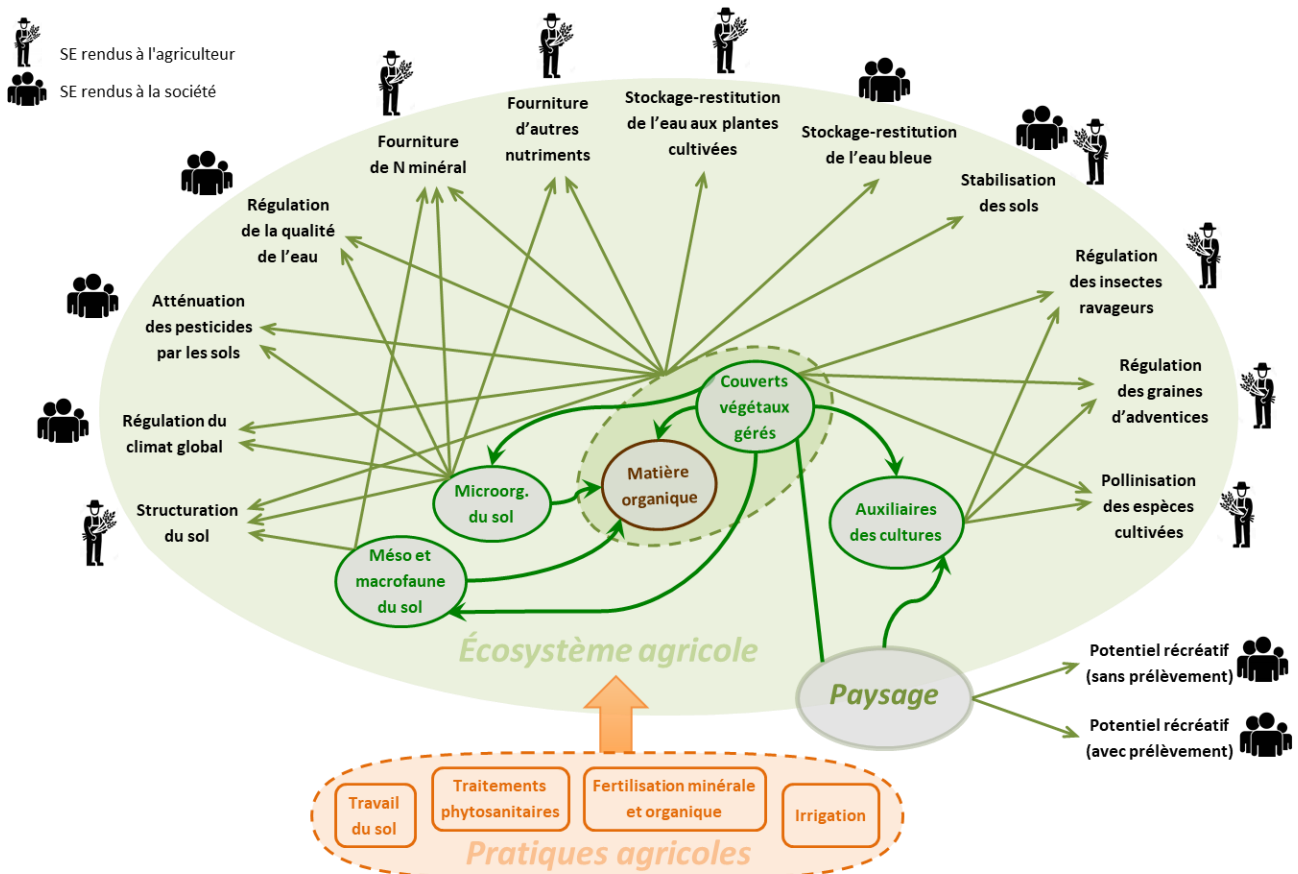 SE rendus à l'agriculteur
SE rendus à la société
Fourniture
de N minéral
Fourniture
d'autres
nutriments
Stockage-restitution
de l'eau aux plantes
cultivées
Stockage-restitution
de l'eau bleue
Stabilisation
des sols
Régulation
de la qualité
de l'eau
Régulation
des insectes
ravageurs
Atténuation
des pesticides
par les sols
Régulation
des graines
d'adventices
Régulation du
climat global
Pollinisation
des espèces
cultivées
Structuration
du sol
Couverts
végétaux
gérés
Matière
organique
Microorg.
du sol
Auxiliaires
des cultures
Méso et
macrofaune
du sol
Écosystème agricole
Paysage
Potentiel récréatif
(sans prélèvement)
Potentiel récréatif
(avec prélèvement)
Travail
du sol
Traitements
phytosanitaires
Fertilisation minérale
et organique
Irrigation
Pratiques agricoles